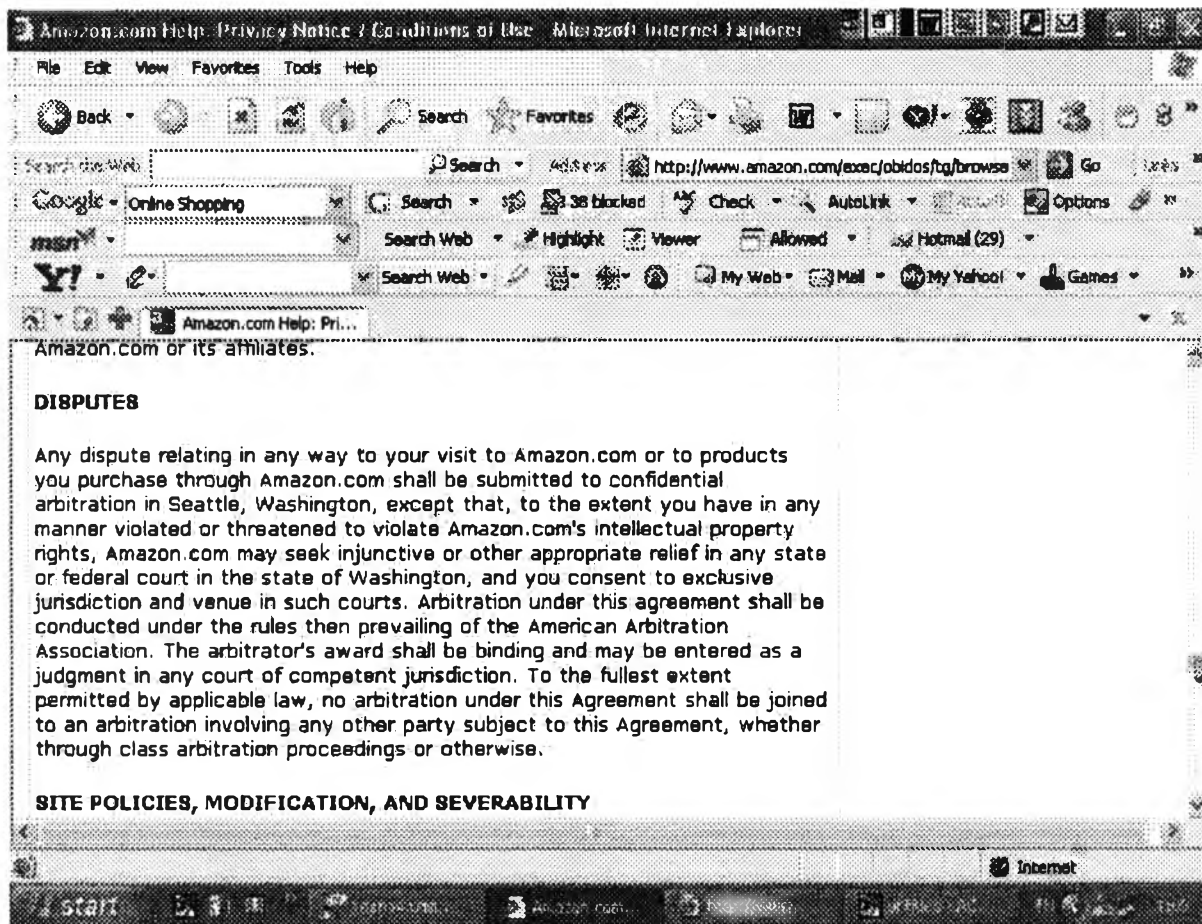 Amazon.com Help: Privacy Notice / Conditions of Use - Microsoft Internet Explorer
File Edit View Favorites Tools Help
Back Search Favorites
Search the Web Search Address http://www.amazon.com/exec/obidos/tg/browse Go Links
Google Online Shopping Search 38 blocked Check AutoLink Options
msn Search Web Highlight Viewer Allowed Hotmail (29)
Y! Search Web My Web Mail My Yahoo! Games
Amazon.com Help: Pri...
Amazon.com or its affiliates.
DISPUTES
Any dispute relating in any way to your visit to Amazon.com or to products
you purchase through Amazon.com shall be submitted to confidential
arbitration in Seattle, Washington, except that, to the extent you have in any
manner violated or threatened to violate Amazon.com's intellectual property
rights, Amazon.com may seek injunctive or other appropriate relief in any state
or federal court in the state of Washington, and you consent to exclusive
jurisdiction and venue in such courts. Arbitration under this agreement shall be
conducted under the rules then prevailing of the American Arbitration
Association. The arbitrator's award shall be binding and may be entered as a
judgment in any court of competent jurisdiction. To the fullest extent
permitted by applicable law, no arbitration under this Agreement shall be joined
to an arbitration involving any other party subject to this Agreement, whether
through class arbitration proceedings or otherwise.
SITE POLICIES, MODIFICATION, AND SEVERABILITY
Internet
start Amazon.com...